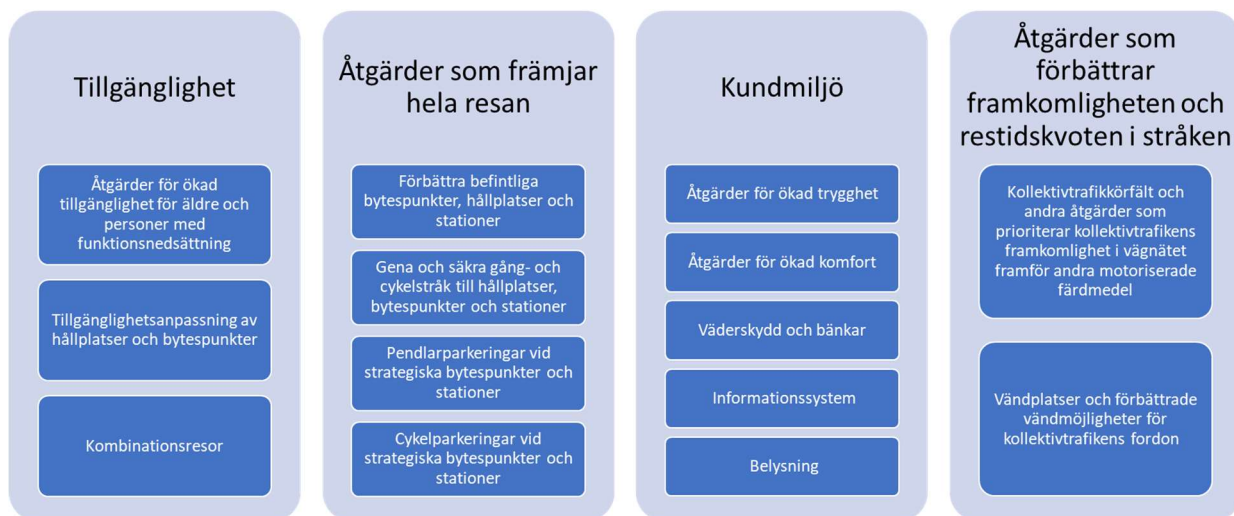 Tillgänglighet
Åtgärder för ökad
tillgänglighet för äldre och
personer med
funktionsnedsättning
Tillgänglighetsanpassning av
hållplatser och bytespunkter
Kombinationsresor
Åtgärder som främjar
hela resan
Förbättra befintliga
bytespunkter, hållplatser och
stationer
Gena och säkra gång- och
cykelstråk till hållplatser,
bytespunkter och stationer
Pendlarparkeringar vid
strategiska bytespunkter och
stationer
Cykelparkeringar vid
strategiska bytespunkter och
stationer
Kundmiljö
Åtgärder för ökad trygghet
Åtgärder för ökad komfort
Väderskydd och bänkar
Informationssystem
Belysning
Åtgärder som
förbättrar
framkomligheten och
restidskvoten i stråken
Kollektivtrafikkörfält och
andra åtgärder som
prioriterar kollektivtrafikens
framkomlighet i vägnätet
framför andra motoriserade
färdmedel
Vändplatser och förbättrade
vändmöjligheter för
kollektivtrafikens fordon